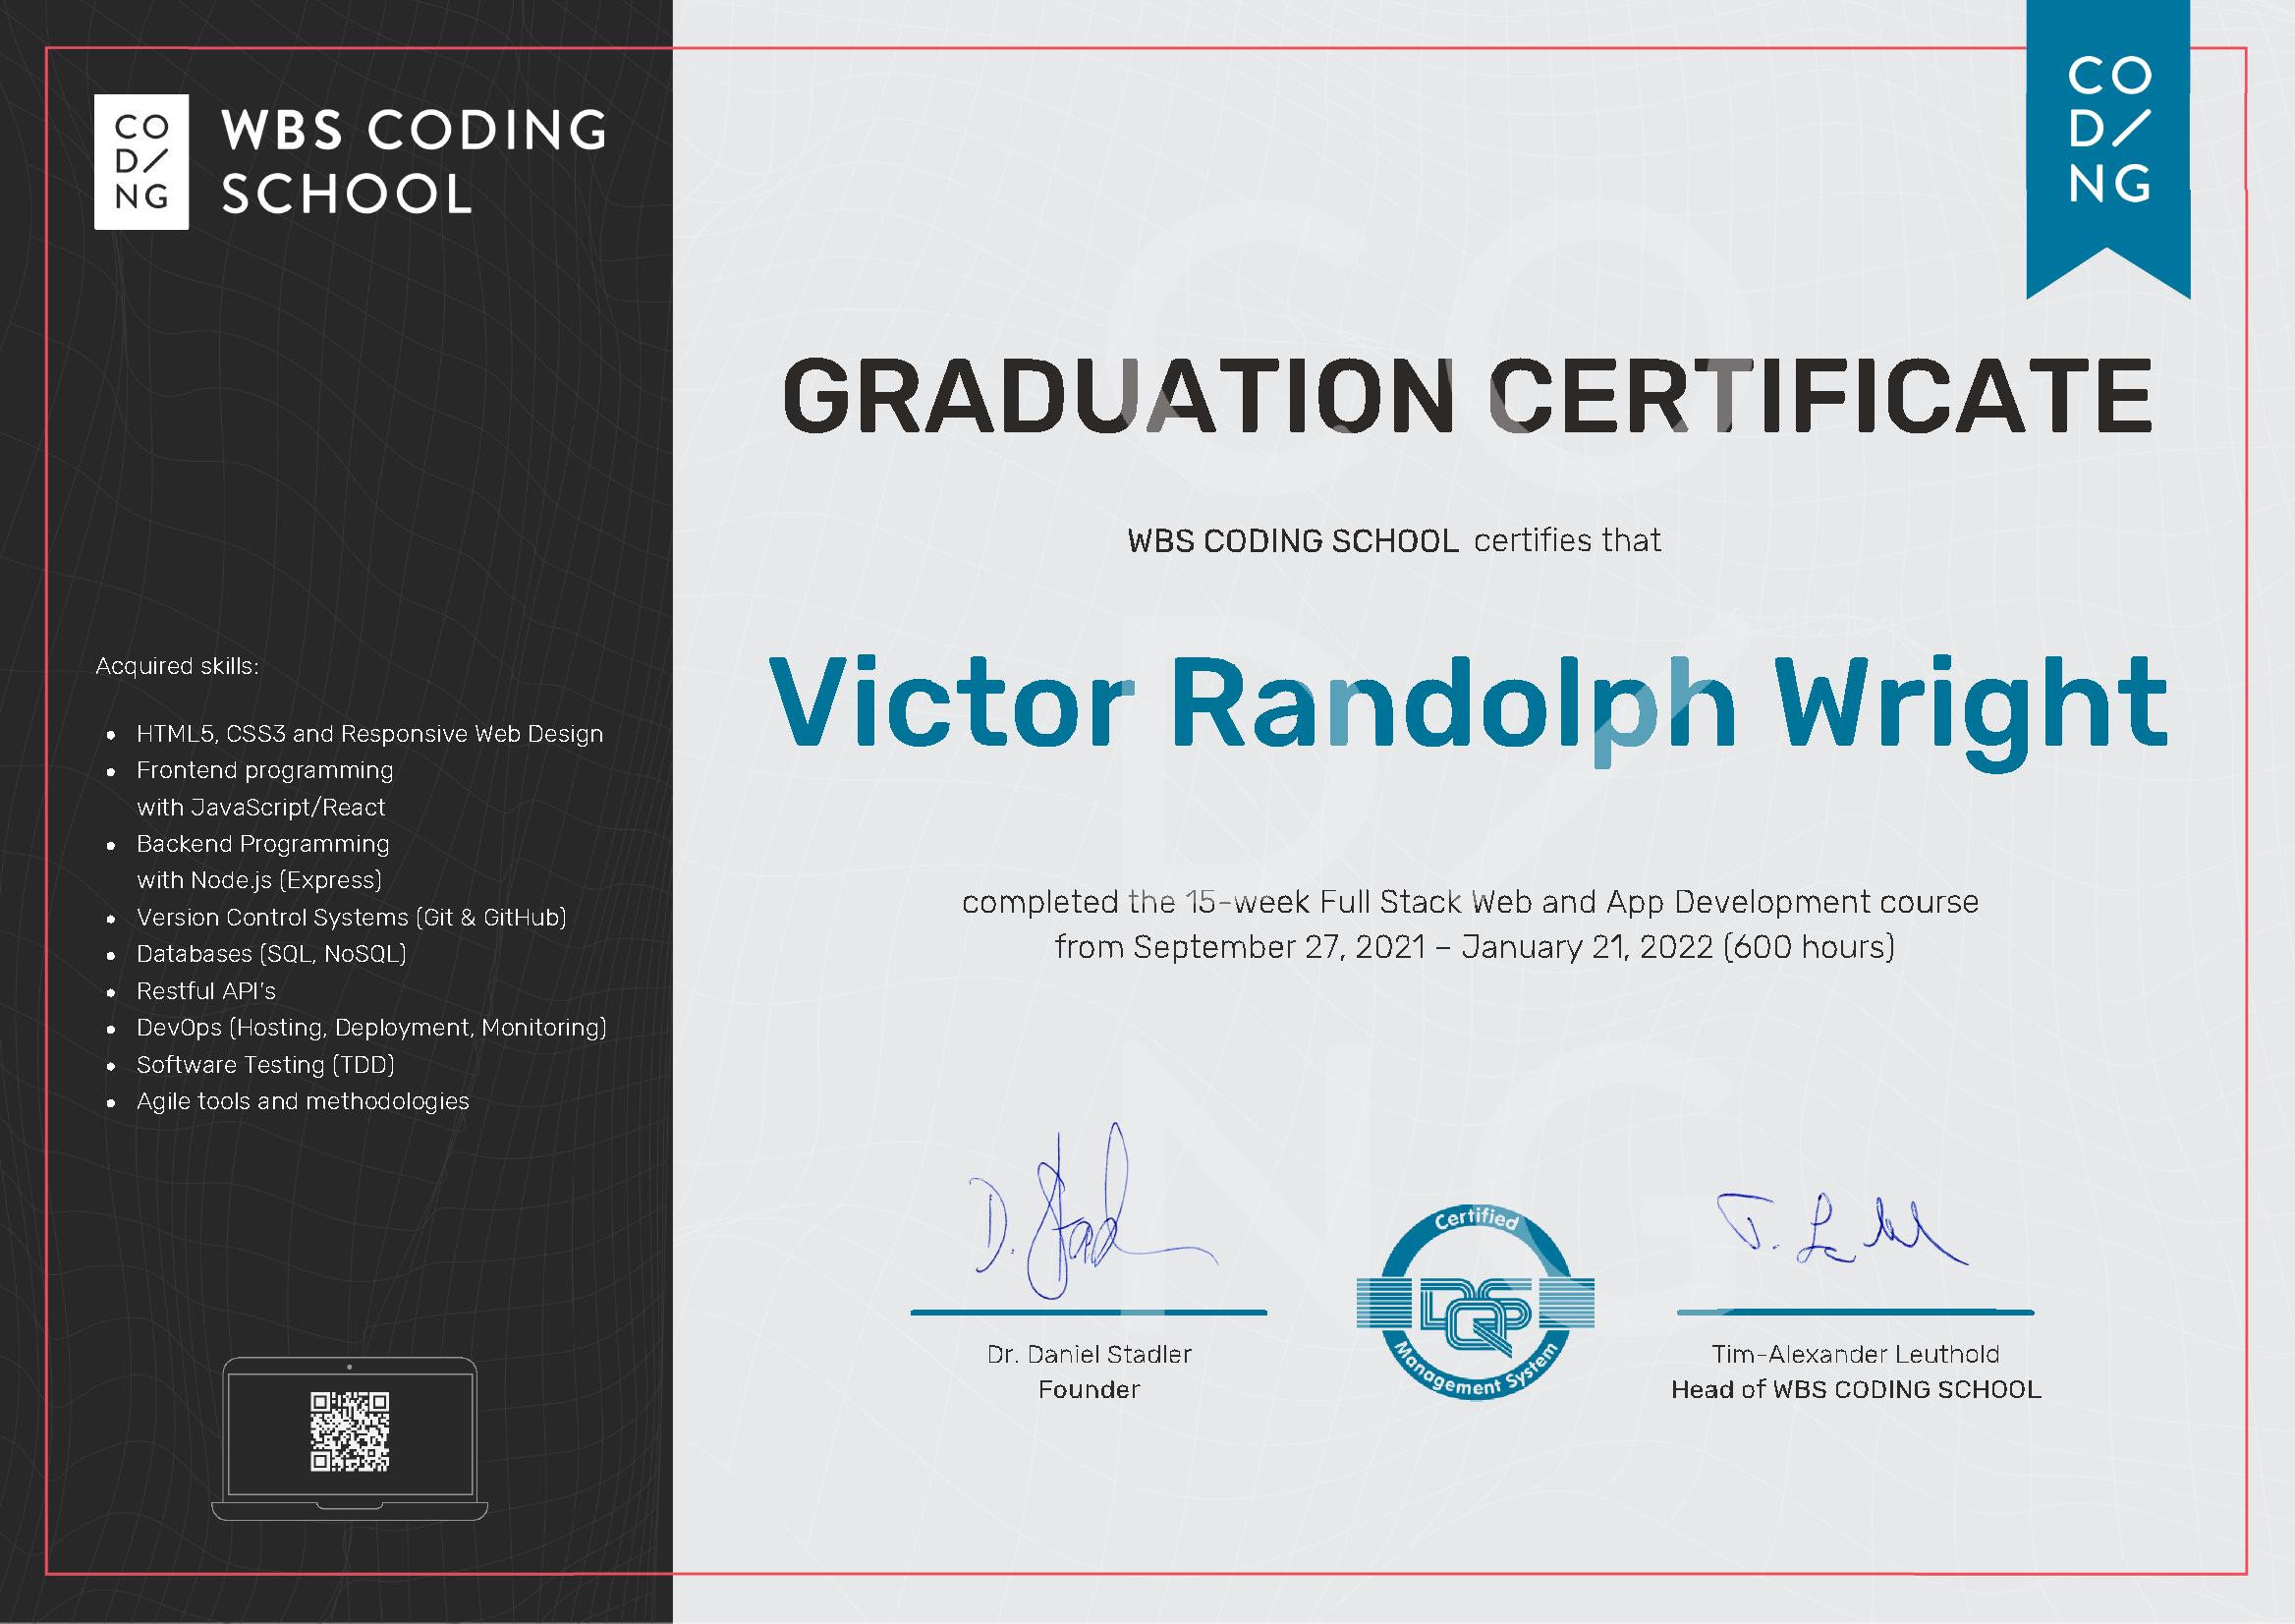 CO
D/
NG
WBS CODING
SCHOOL
Acquired skills:
• HTML5, CSS3 and Responsive Web Design
• Frontend programming
with JavaScript/React
• Backend Programming
with Node.js (Express)
• Version Control Systems (Git & GitHub)
• Databases (SQL, NoSQL)
• Restful API's
• DevOps (Hosting, Deployment, Monitoring)
• Software Testing (TDD)
• Agile tools and methodologies
CO
D/
NG
CO
D/
NG
GRADUATION CERTIFICATE
WBS CODING SCHOOL certifies that
Victor Randolph Wright
completed the 15-week Full Stack Web and App Development course
from September 27, 2021 – January 21, 2022 (600 hours)
D. Stadl
Dr. Daniel Stadler
Founder
Certified
DQS
Management System
Tim-Alexander Leuthold
Head of WBS CODING SCHOOL